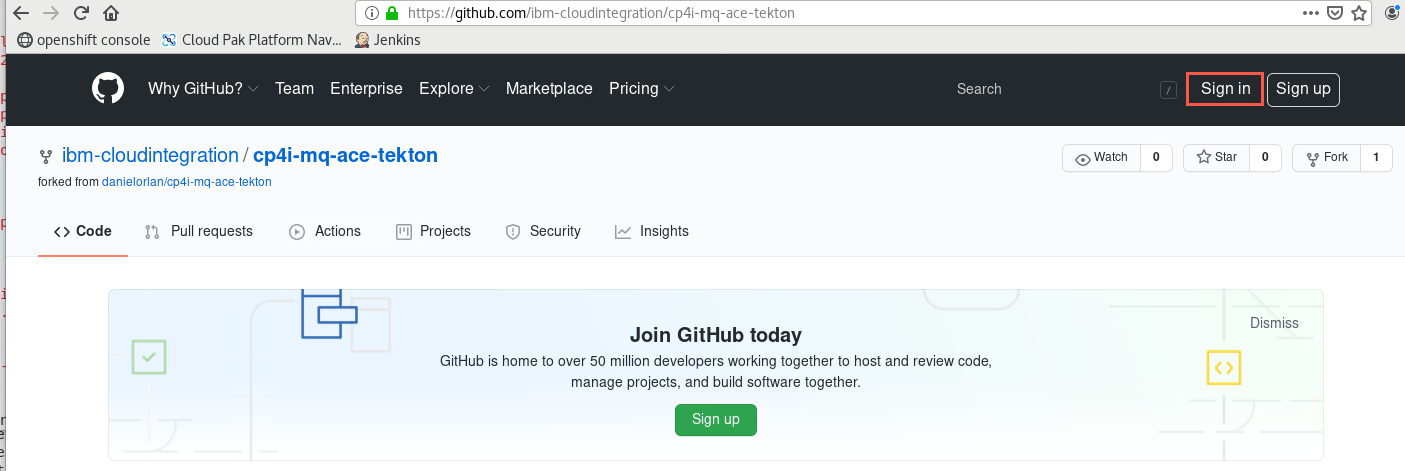 https://github.com/ibm-cloudintegration/cp4i-mq-ace-tekton
openshift console Cloud Pak Platform Nav... Jenkins
Why GitHub? Team Enterprise Explore Marketplace Pricing Search / Sign in Sign up
ibm-cloudintegration / cp4i-mq-ace-tekton Watch 0 Star 0 Fork 1
forked from danielorlan/cp4i-mq-ace-tekton
Code Pull requests Actions Projects Security Insights
Join GitHub today
Dismiss
GitHub is home to over 50 million developers working together to host and review code,
manage projects, and build software together.
Sign up